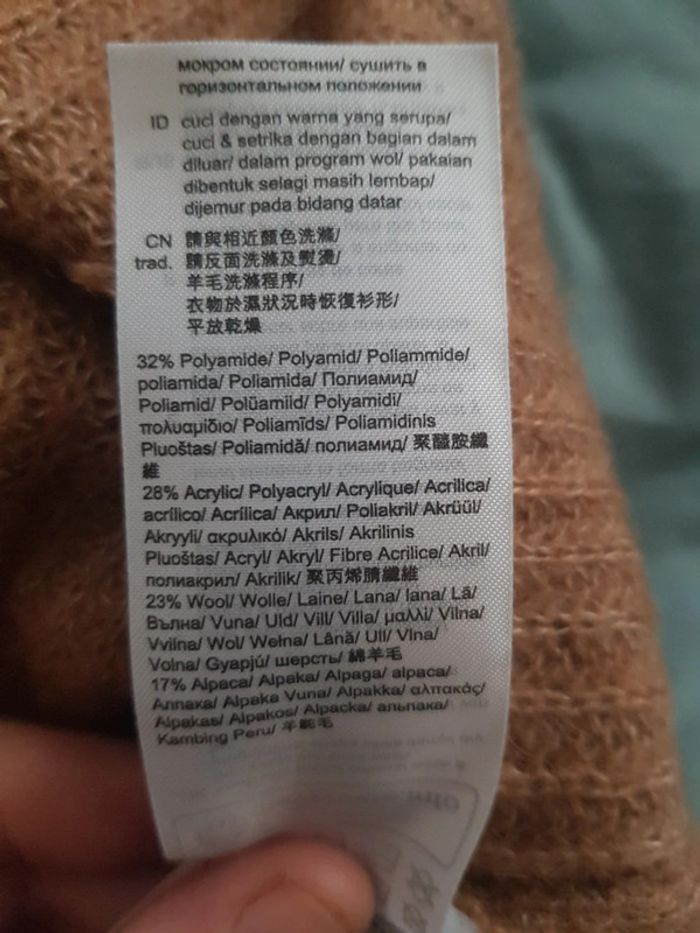 мокром состоянии/ сушить в
горизонтальном положении
ID cuci dengan warna yang serupa/
cuci & setrika dengan bagian dalam
diluar/ dalam program wol/ pakaian
dibentuk selagi masih lembap/
dijemur pada bidang datar
CN 請與相近顏色洗滌/
trad. 請反面洗滌及熨燙/
羊毛洗滌程序/
衣物於濕狀況時恢復衫形/
平放乾燥
32% Polyamide/ Polyamid/ Poliammide/
poliamida/ Poliamida/ Полиамид/
Poliamid/ Polüamiid/ Polyamidi/
πολυαμίδιο/ Poliamīds/ Poliamidinis
Pluoštas/ Poliamidă/ полиамид/ 聚醯胺纖
維
28% Acrylic/ Polyacryl/ Acrylique/ Acrilica/
acrílico/ Acrílica/ Акрил/ Poliakril/ Akrüül/
Akryyli/ ακρυλικό/ Akrils/ Akrilinis
Pluoštas/ Acryl/ Akryl/ Fibre Acrilice/ Akril/
полиакрил/ Akrilik/ 聚丙烯腈纖維
23% Wool/ Wolle/ Laine/ Lana/ lana/ Lã/
Вълна/ Vuna/ Uld/ Vill/ Villa/ μαλλί/ Vilna/
Vvilna/ Wol/ Wełna/ Lână/ Ull/ Vlna/
Volna/ Gyapjú/ шерсть/ 綿羊毛
17% Alpaca/ Alpaka/ Alpaga/ alpaca/
Алпака/ Alpaka Vuna/ Alpakka/ αλπακάς/
Alpakas/ Alpakos/ Alpacka/ альпака/
Kambing Peru/ 羊駝毛